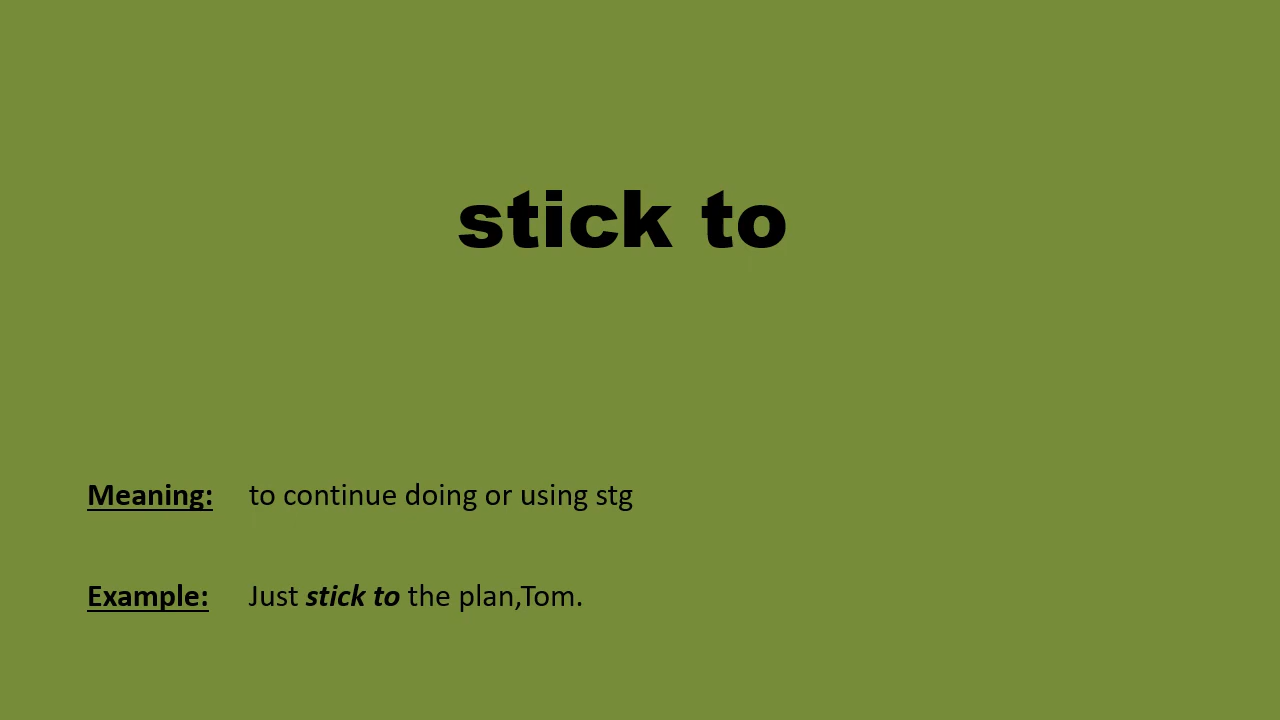 stick to
Meaning: to continue doing or using stg
Example: Just stick to the plan,Tom.